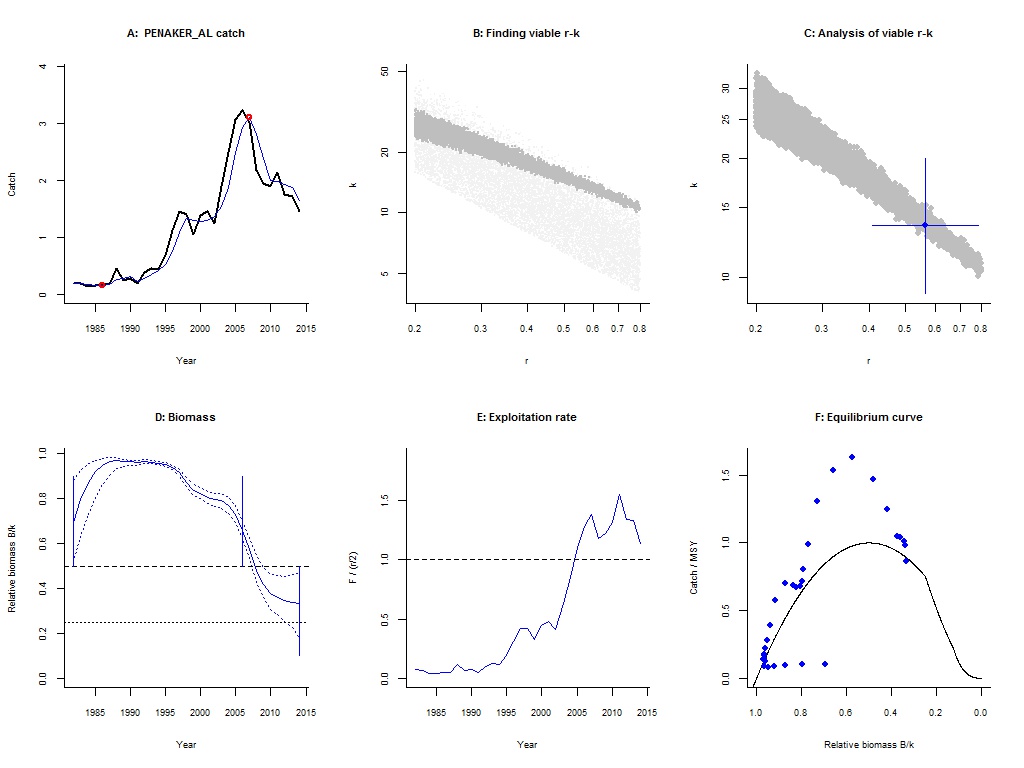 A: PENAKER_AL catch
Catch
4
3
2
1
0
1985 1990 1995 2000 2005 2010 2015
Year
B: Finding viable r-k
k
50
20
10
5
0.2 0.3 0.4 0.5 0.6 0.7 0.8
r
C: Analysis of viable r-k
k
30
25
20
15
10
0.2 0.3 0.4 0.5 0.6 0.7 0.8
r
D: Biomass
Relative biomass B/k
1.0
0.8
0.6
0.4
0.2
0.0
1985 1990 1995 2000 2005 2010 2015
Year
E: Exploitation rate
F / (r/2)
1.5
1.0
0.5
0.0
1985 1990 1995 2000 2005 2010 2015
Year
F: Equilibrium curve
Catch / MSY
1.5
1.0
0.5
0.0
1.0 0.8 0.6 0.4 0.2 0.0
Relative biomass B/k